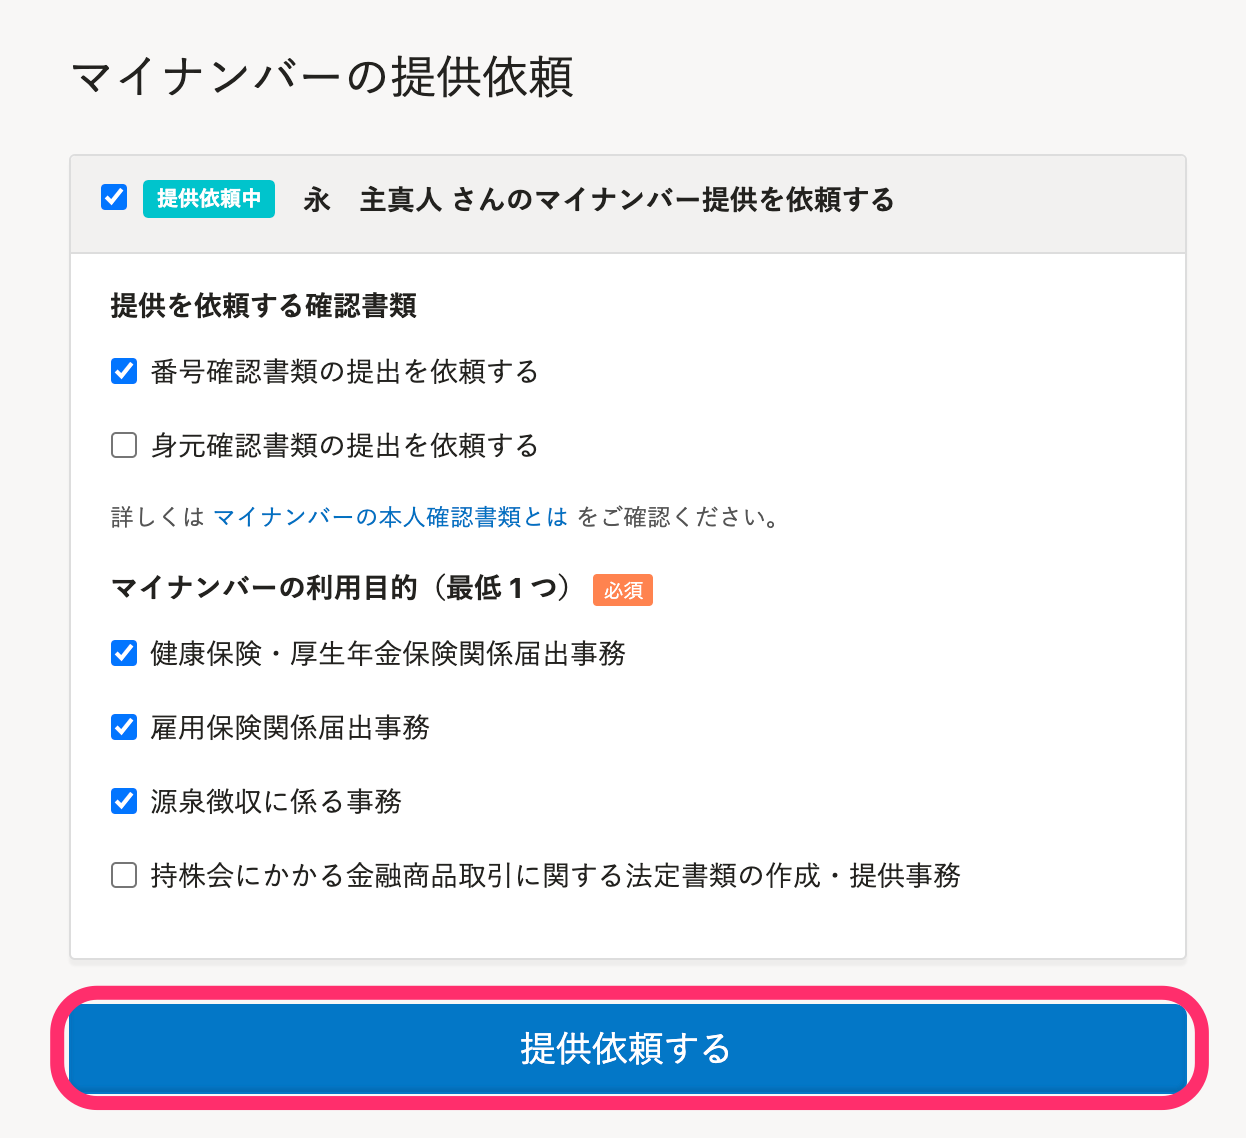 マイナンバーの提供依頼
提供依頼中 永　主真人 さんのマイナンバー提供を依頼する
提供を依頼する確認書類
番号確認書類の提出を依頼する
身元確認書類の提出を依頼する
詳しくは マイナンバーの本人確認書類とは をご確認ください。
マイナンバーの利用目的（最低 1 つ） 必須
健康保険・厚生年金保険関係届出事務
雇用保険関係届出事務
源泉徴収に係る事務
持株会にかかる金融商品取引に関する法定書類の作成・提供事務
提供依頼する